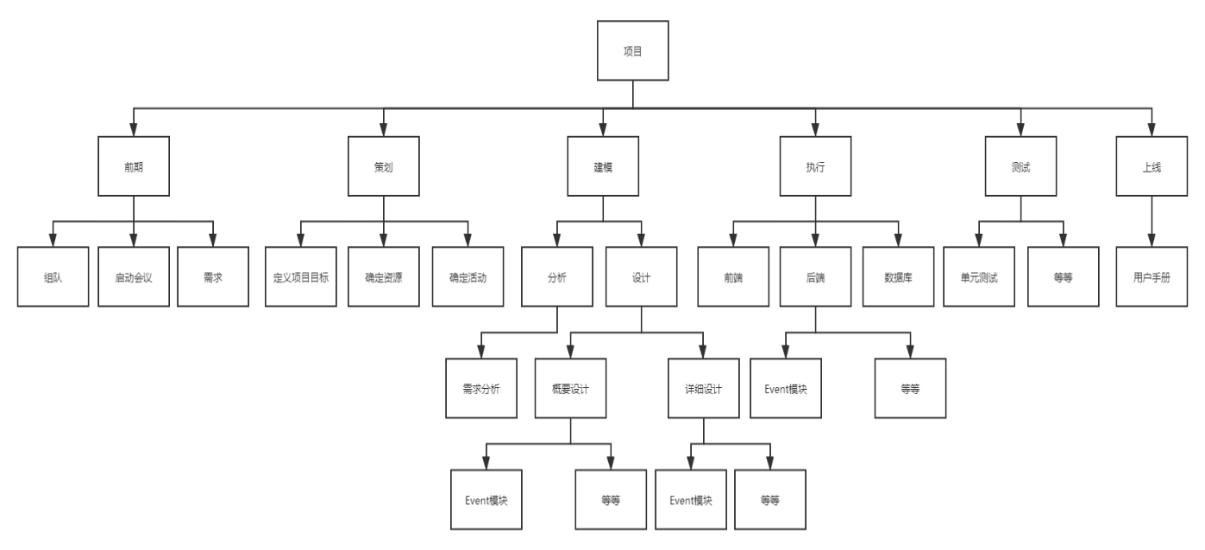 项目
前期
策划
建模
执行
测试
上线
组队
启动会议
需求
定义项目目标
确定资源
确定活动
分析
设计
前端
后端
数据库
单元测试
等等
用户手册
需求分析
概要设计
详细设计
Event模块
等等
Event模块
等等
Event模块
等等